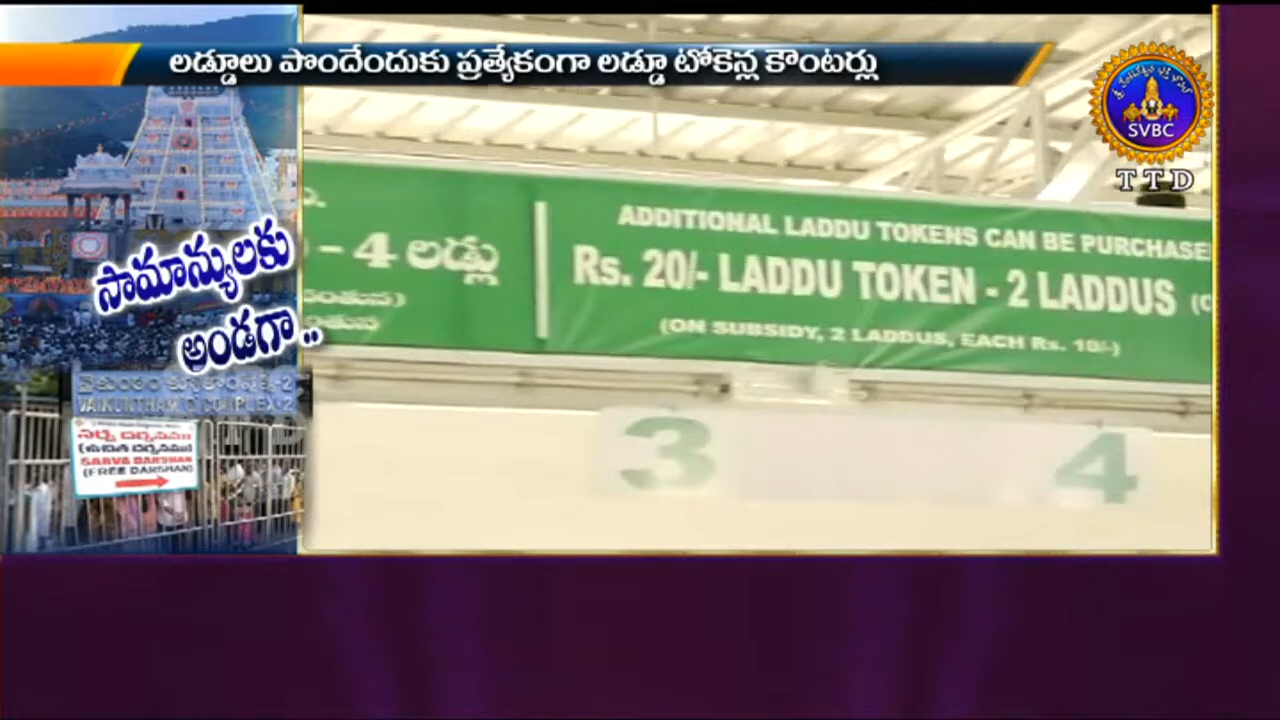 లడ్డూలు పొందేందుకు ప్రత్యేకంగా లడ్డూ టోకెన్ల కౌంటర్లు
SVBC
TTD
సామాన్యులకు
అండగా ..
- 4 లడ్లు
ADDITIONAL LADDU TOKENS CAN BE PURCHASE
Rs. 20/- LADDU TOKEN - 2 LADDUS
(ON SUBSIDY, 2 LADDUS, EACH Rs. 10/-)
3
4
VAIKUNTHAM Q COMPLEX-2
SARVA DARSHAN
(FREE DARSHAN)